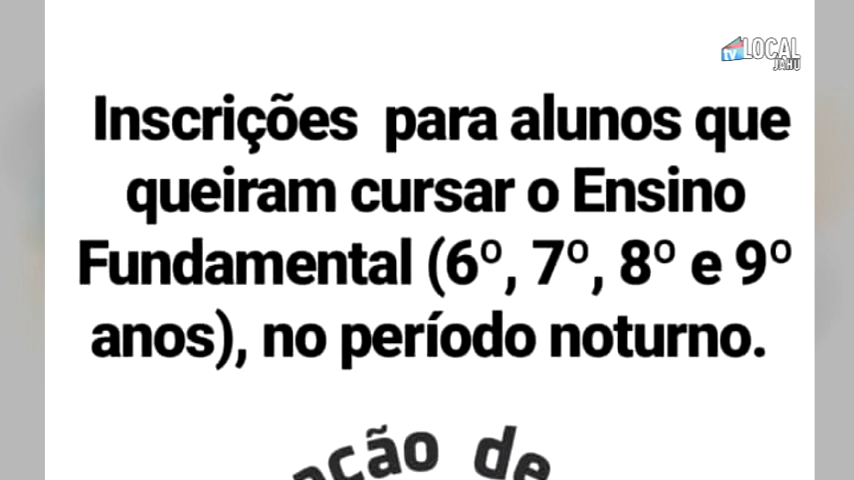 tv LOCAL
JAHU
Inscrições para alunos que
queiram cursar o Ensino
Fundamental (6º, 7º, 8º e 9º
anos), no período noturno.
de